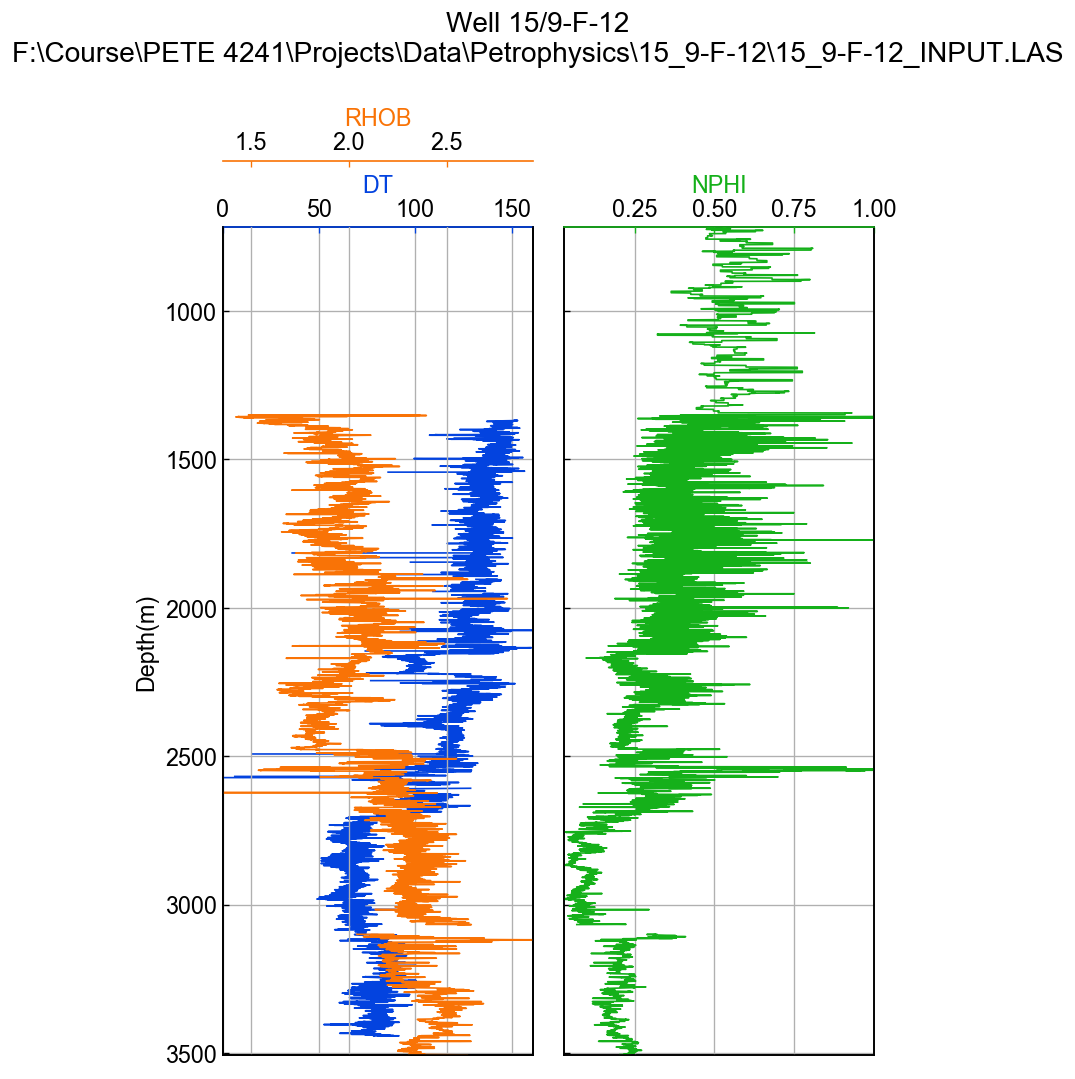 Well 15/9-F-12
F:\Course\PETE 4241\Projects\Data\Petrophysics\15_9-F-12\15_9-F-12_INPUT.LAS
RHOB
1.5 2.0 2.5
DT NPHI
0 50 100 150 0.25 0.50 0.75 1.00
1000
1500
2000
Depth(m)
2500
3000
3500